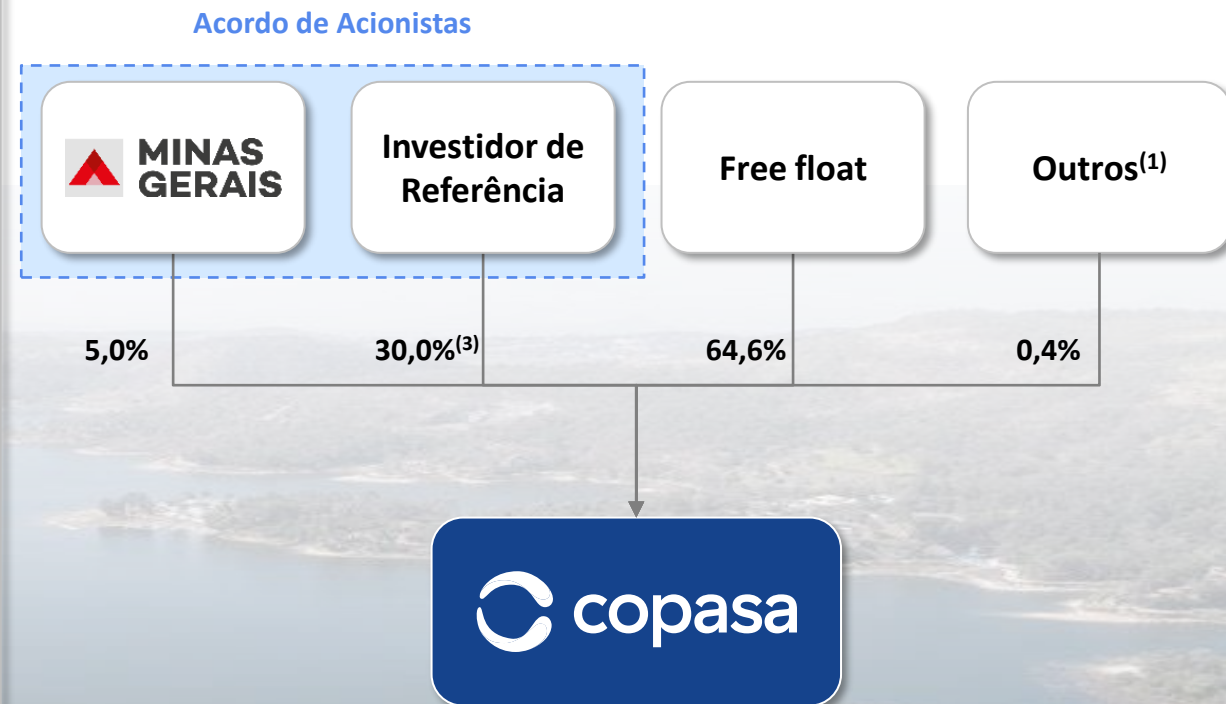 Acordo de Acionistas
MINAS
GERAIS
Investidor de
Referência
Free float
Outros(1)
5,0%
30,0%(3)
64,6%
0,4%
copasa